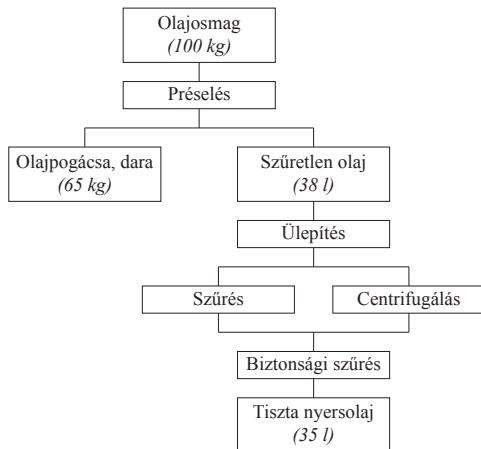 Olajosmag
(100 kg)
Préselés
Olajpogácsa, dara
(65 kg)
Szűretlen olaj
(38 l)
Ülepítés
Szűrés
Centrifugálás
Biztonsági szűrés
Tiszta nyersolaj
(35 l)